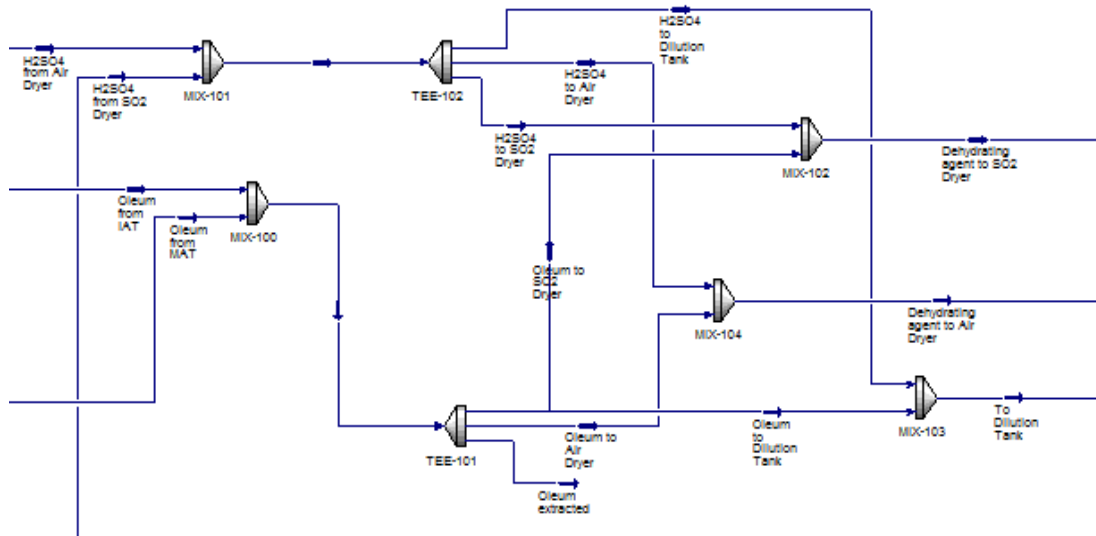 H2SO4
to
Dilution
Tank
H2SO4
from Air
Dryer
H2SO4
from SO2
Dryer
MIX-101
TEE-102
H2SO4
to Air
Dryer
H2SO4
to SO2
Dryer
MIX-102
Dehydrating
agent to SO2
Dryer
Oleum
from
IAT
Oleum
from
MAT
MIX-100
Oleum to
SO2
Dryer
MIX-104
Dehydrating
agent to Air
Dryer
TEE-101
Oleum to
Air
Dryer
Oleum
to
Dilution
Tank
MIX-103
To
Dilution
Tank
Oleum
extracted